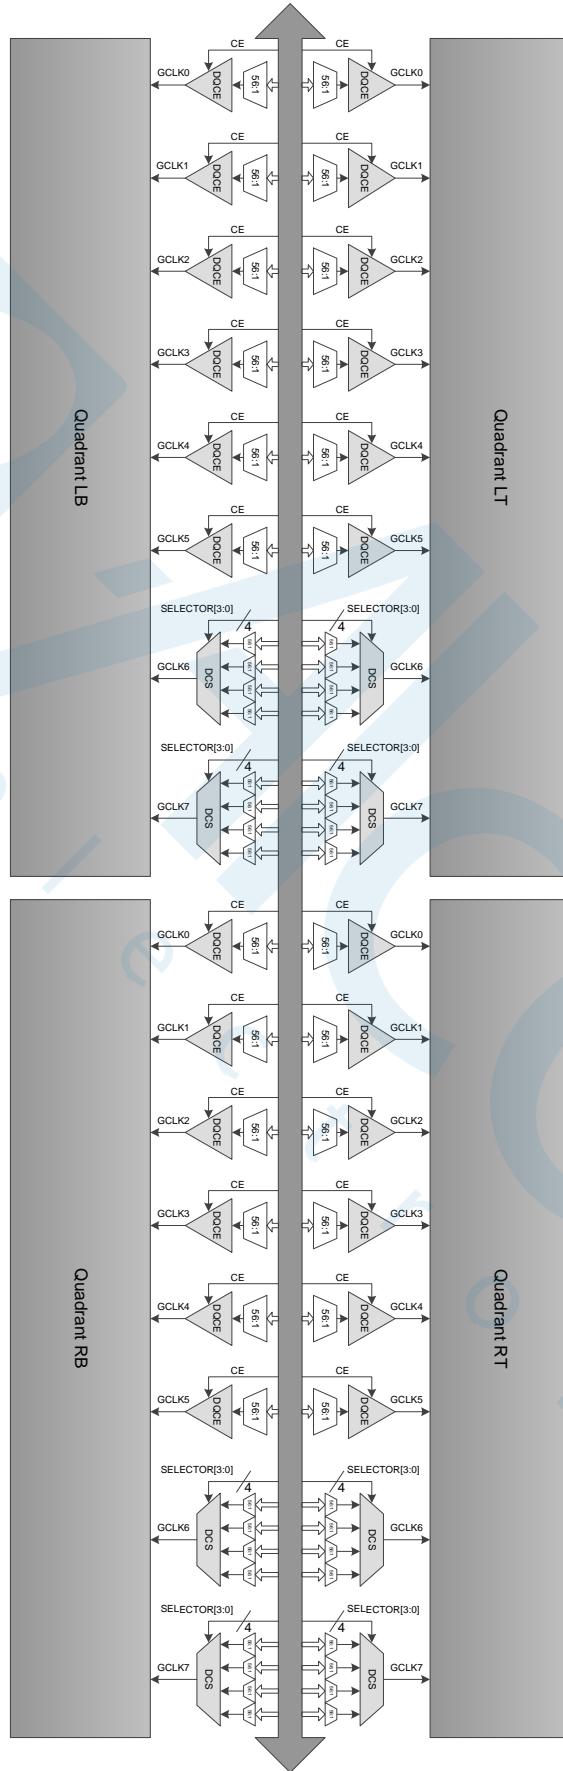 CE CE
GCLK0 DQCE 56:1 56:1 DQCE GCLK0
CE CE
GCLK1 DQCE 56:1 56:1 DQCE GCLK1
CE CE
GCLK2 DQCE 56:1 56:1 DQCE GCLK2
CE CE
GCLK3 DQCE 56:1 56:1 DQCE GCLK3
Quadrant LB
Quadrant LT
CE CE
GCLK4 DQCE 56:1 56:1 DQCE GCLK4
CE CE
GCLK5 DQCE 56:1 56:1 DQCE GCLK5
SELECTOR[3:0] SELECTOR[3:0]
4 4
GCLK6 DCS DCS GCLK6
SELECTOR[3:0] SELECTOR[3:0]
4 4
GCLK7 DCS DCS GCLK7
CE CE
GCLK0 DQCE 56:1 56:1 DQCE GCLK0
CE CE
GCLK1 DQCE 56:1 56:1 DQCE GCLK1
CE CE
GCLK2 DQCE 56:1 56:1 DQCE GCLK2
CE CE
GCLK3 DQCE 56:1 56:1 DQCE GCLK3
Quadrant RB
Quadrant RT
CE CE
GCLK4 DQCE 56:1 56:1 DQCE GCLK4
CE CE
GCLK5 DQCE 56:1 56:1 DQCE GCLK5
SELECTOR[3:0] SELECTOR[3:0]
4 4
GCLK6 DCS DCS GCLK6
SELECTOR[3:0] SELECTOR[3:0]
4 4
GCLK7 DCS DCS GCLK7